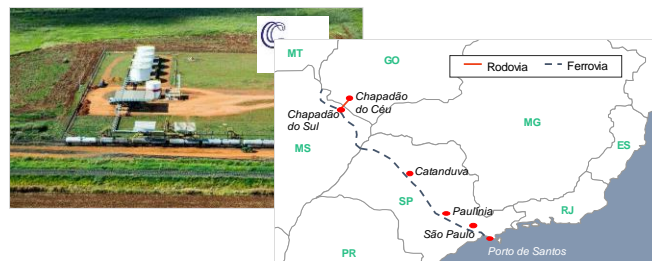 MT
GO
Rodovia
Ferrovia
Chapadão
do Céu
Chapadão
do Sul
MG
MS
ES
Catanduva
SP
Paulínia
RJ
São Paulo
Porto de Santos
PR